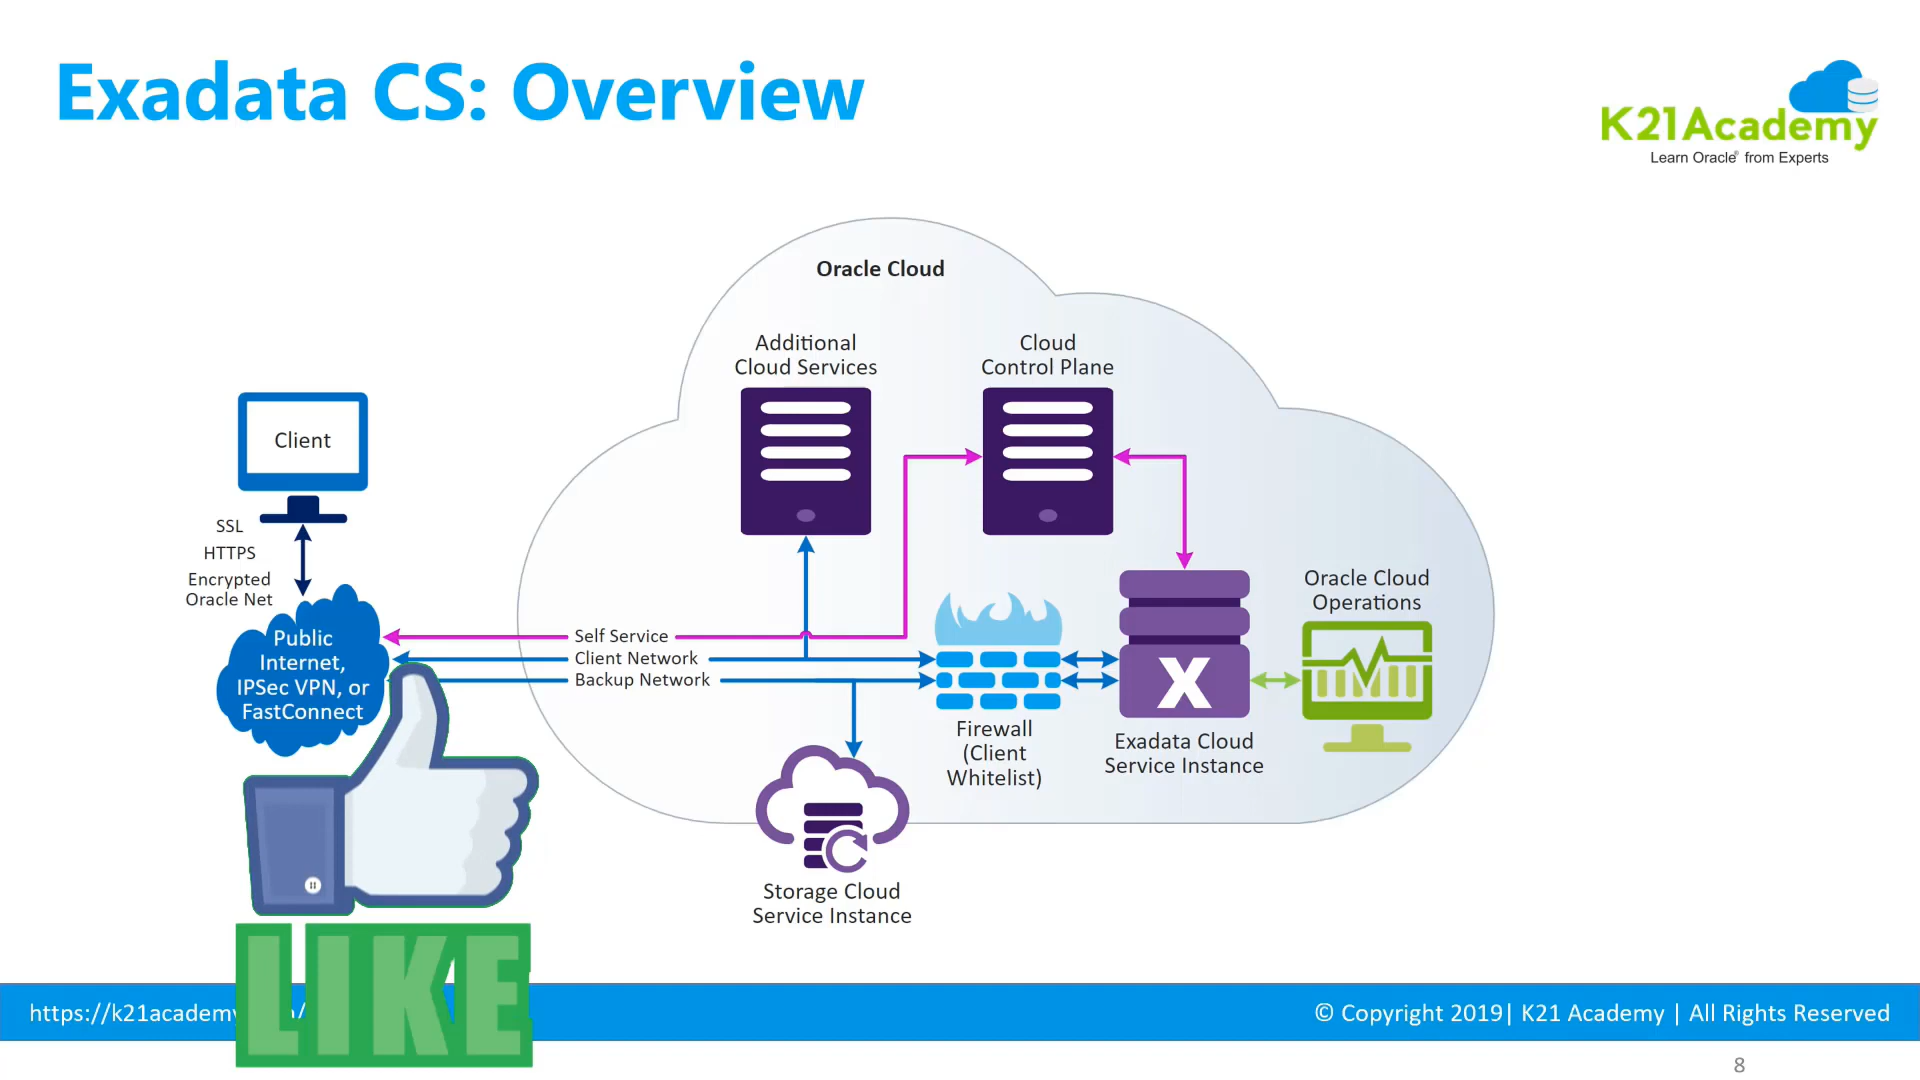 Exadata CS: Overview
K21Academy
Learn Oracle® from Experts
Oracle Cloud
Additional
Cloud Services
Cloud
Control Plane
Client
SSL
HTTPS
Encrypted
Oracle Net
Public
Internet,
IPSec VPN, or
FastConnect
Self Service
Client Network
Backup Network
Firewall
(Client
Whitelist)
X
Exadata Cloud
Service Instance
Oracle Cloud
Operations
Storage Cloud
Service Instance
LIKE
https://k21academy
© Copyright 2019| K21 Academy | All Rights Reserved
8